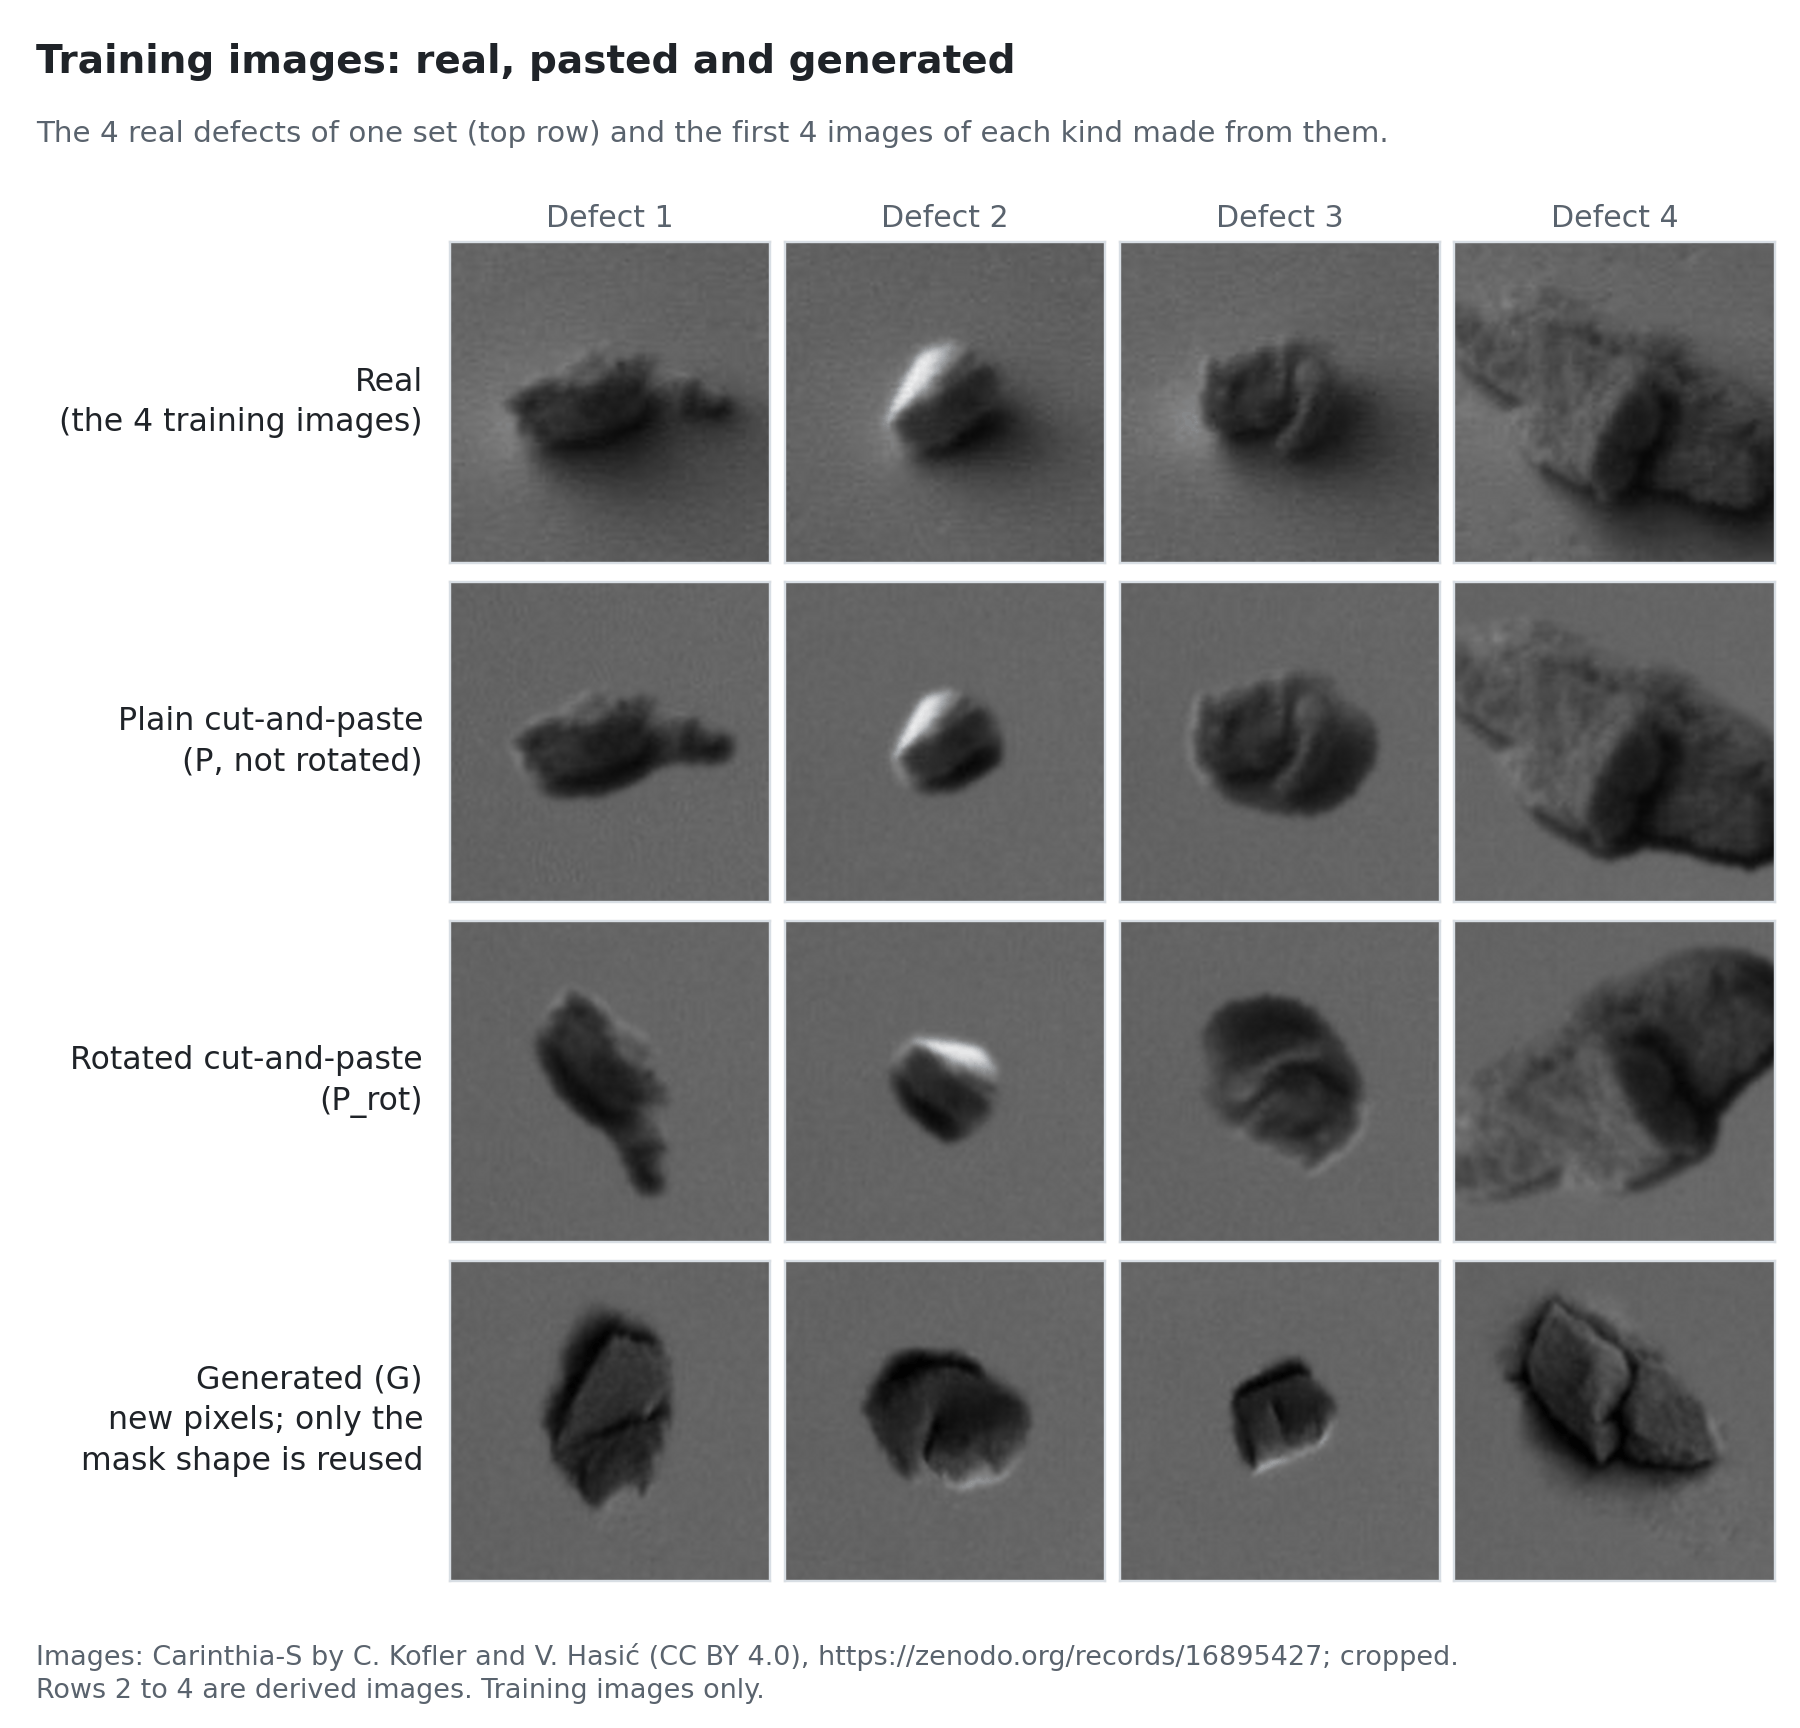 Training images: real, pasted and generated
The 4 real defects of one set (top row) and the first 4 images of each kind made from them.
Defect 1 Defect 2 Defect 3 Defect 4
Real
(the 4 training images)
Plain cut-and-paste
(P, not rotated)
Rotated cut-and-paste
(P_rot)
Generated (G)
new pixels; only the
mask shape is reused
Images: Carinthia-S by C. Kofler and V. Hasić (CC BY 4.0), https://zenodo.org/records/16895427; cropped.
Rows 2 to 4 are derived images. Training images only.